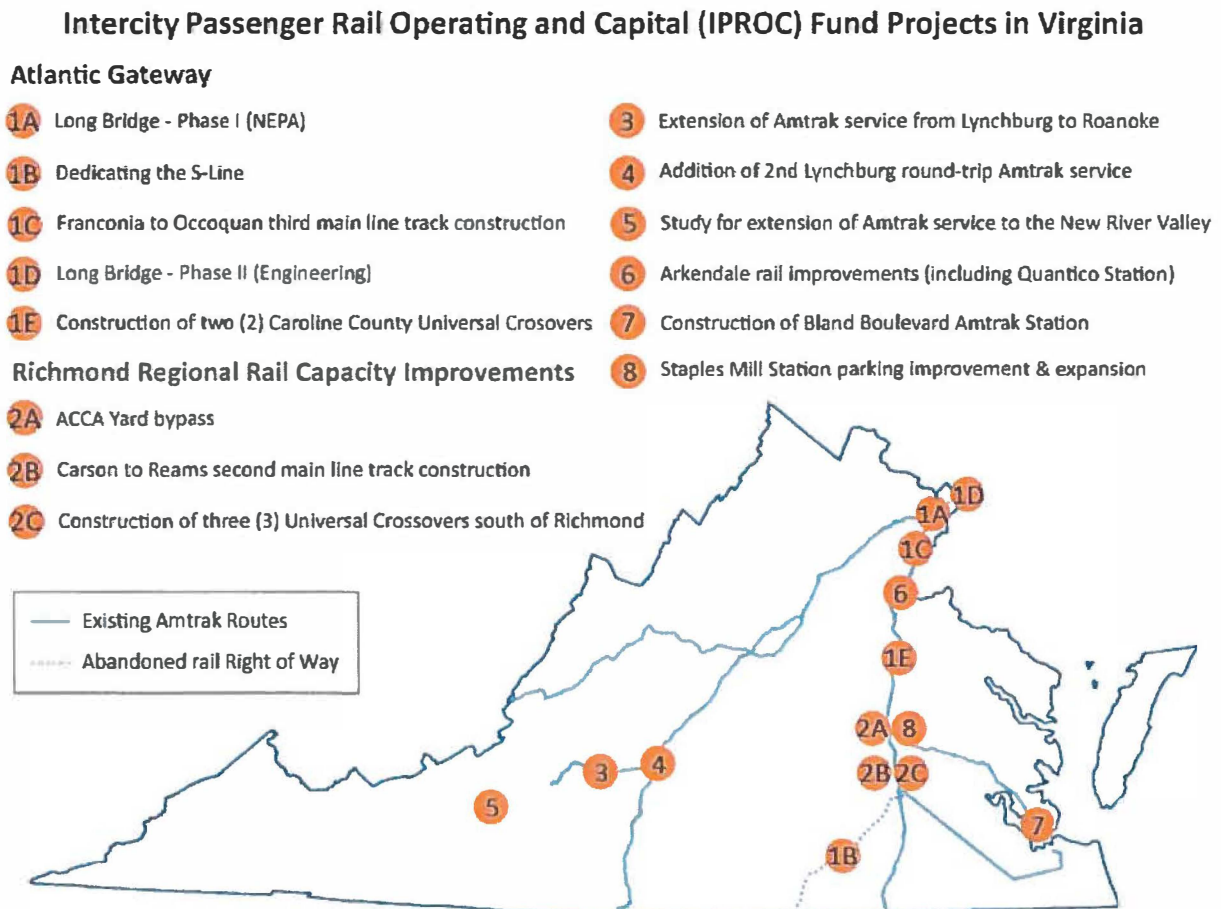 Intercity Passenger Rail Operating and Capital (IPROC) Fund Projects in Virginia
Atlantic Gateway
1A Long Bridge - Phase I (NEPA)
1B Dedicating the S-Line
1C Franconia to Occoquan third main line track construction
1D Long Bridge - Phase II (Engineering)
1E Construction of two (2) Caroline County Universal Crosovers
Richmond Regional Rail Capacity Improvements
2A ACCA Yard bypass
2B Carson to Reams second main line track construction
2C Construction of three (3) Universal Crossovers south of Richmond
3 Extension of Amtrak service from Lynchburg to Roanoke
4 Addition of 2nd Lynchburg round-trip Amtrak service
5 Study for extension of Amtrak service to the New River Valley
6 Arkendale rail improvements (including Quantico Station)
7 Construction of Bland Boulevard Amtrak Station
8 Staples Mill Station parking improvement & expansion
Existing Amtrak Routes
Abandoned rail Right of Way
1D
1A
1C
6
1E
2A 8
3 4
2B 2C
5
7
1B